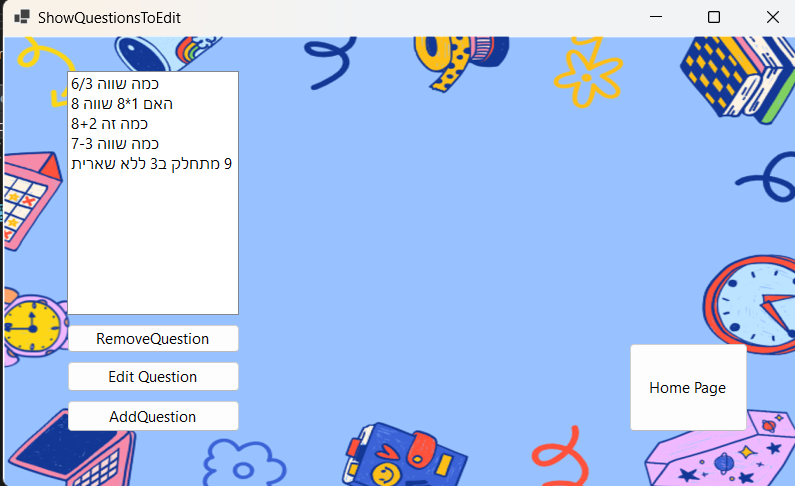 ShowQuestionsToEdit
כמה שווה 6/3
האם 8*1 שווה 8
כמה זה 8+2
כמה שווה 7-3
9 מתחלק ב3 ללא שארית
RemoveQuestion
Edit Question
AddQuestion
Home Page